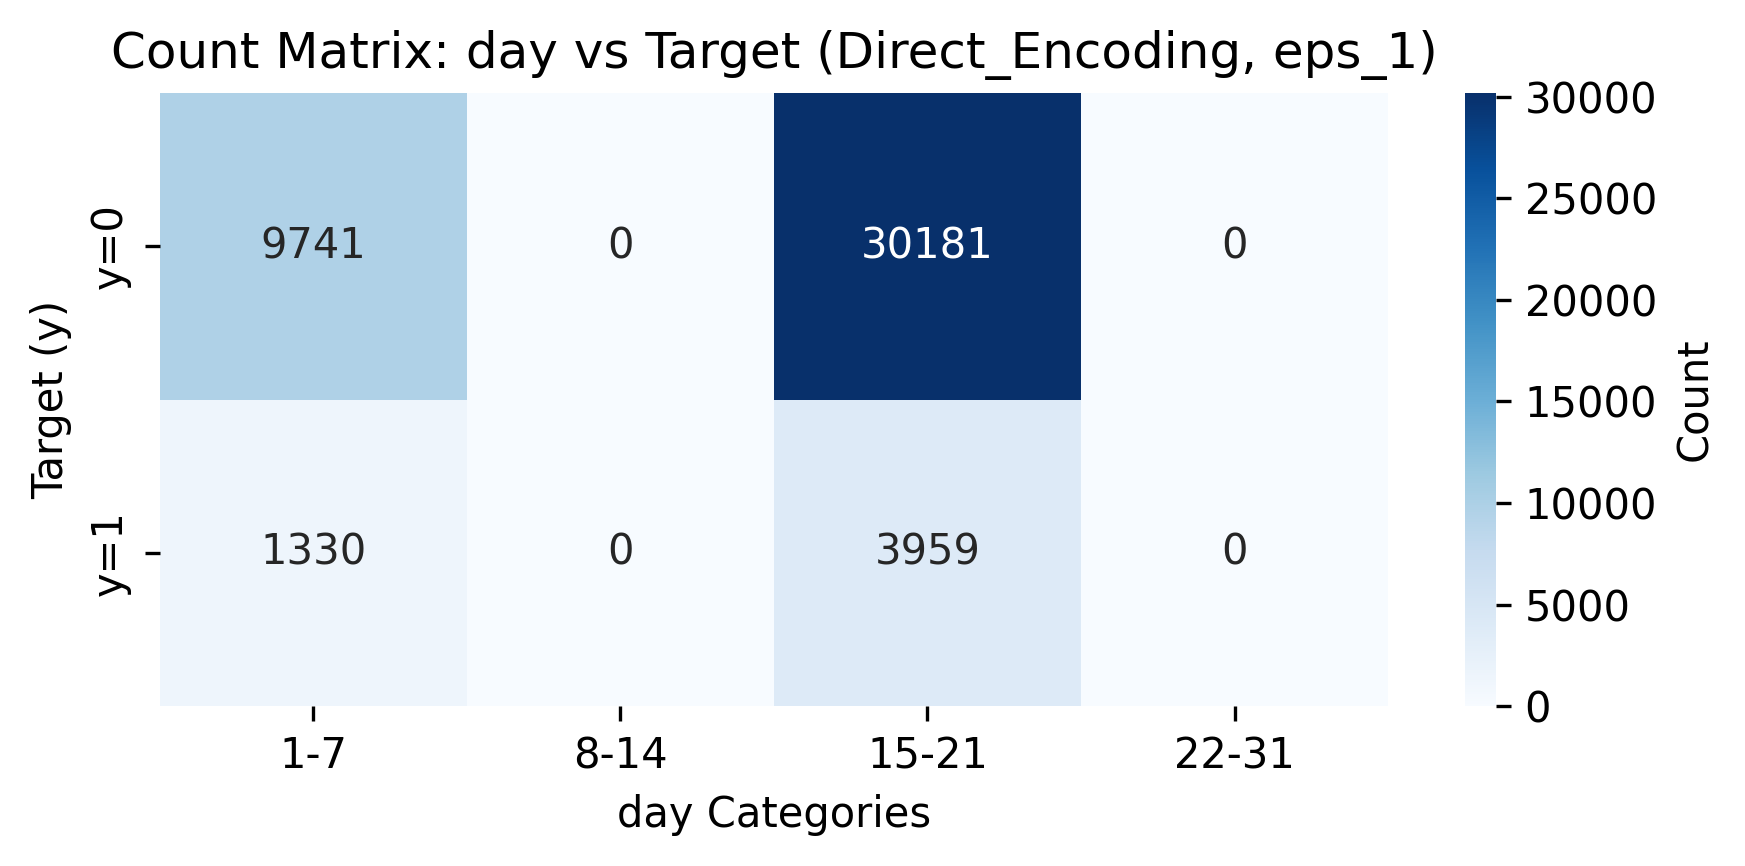 Count Matrix: day vs Target (Direct_Encoding, eps_1)
Target (y)
y=0
9741 0 30181 0
y=1
1330 0 3959 0
1-7 8-14 15-21 22-31
day Categories
30000
25000
20000
15000
10000
5000
0
Count